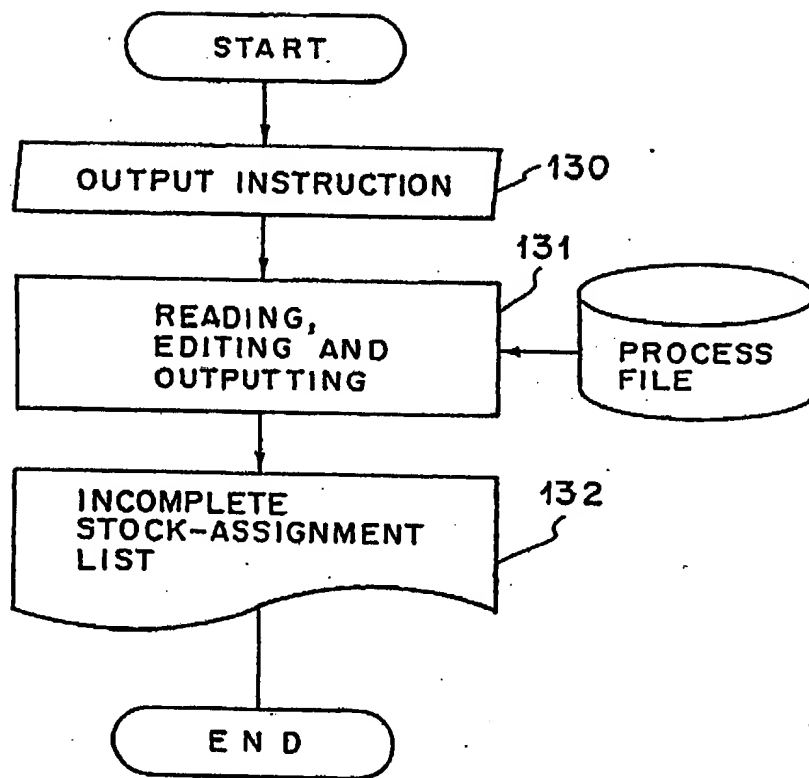 START
OUTPUT INSTRUCTION
130
131
READING,
EDITING AND
OUTPUTTING
PROCESS
FILE
INCOMPLETE
STOCK-ASSIGNMENT
LIST
132
END